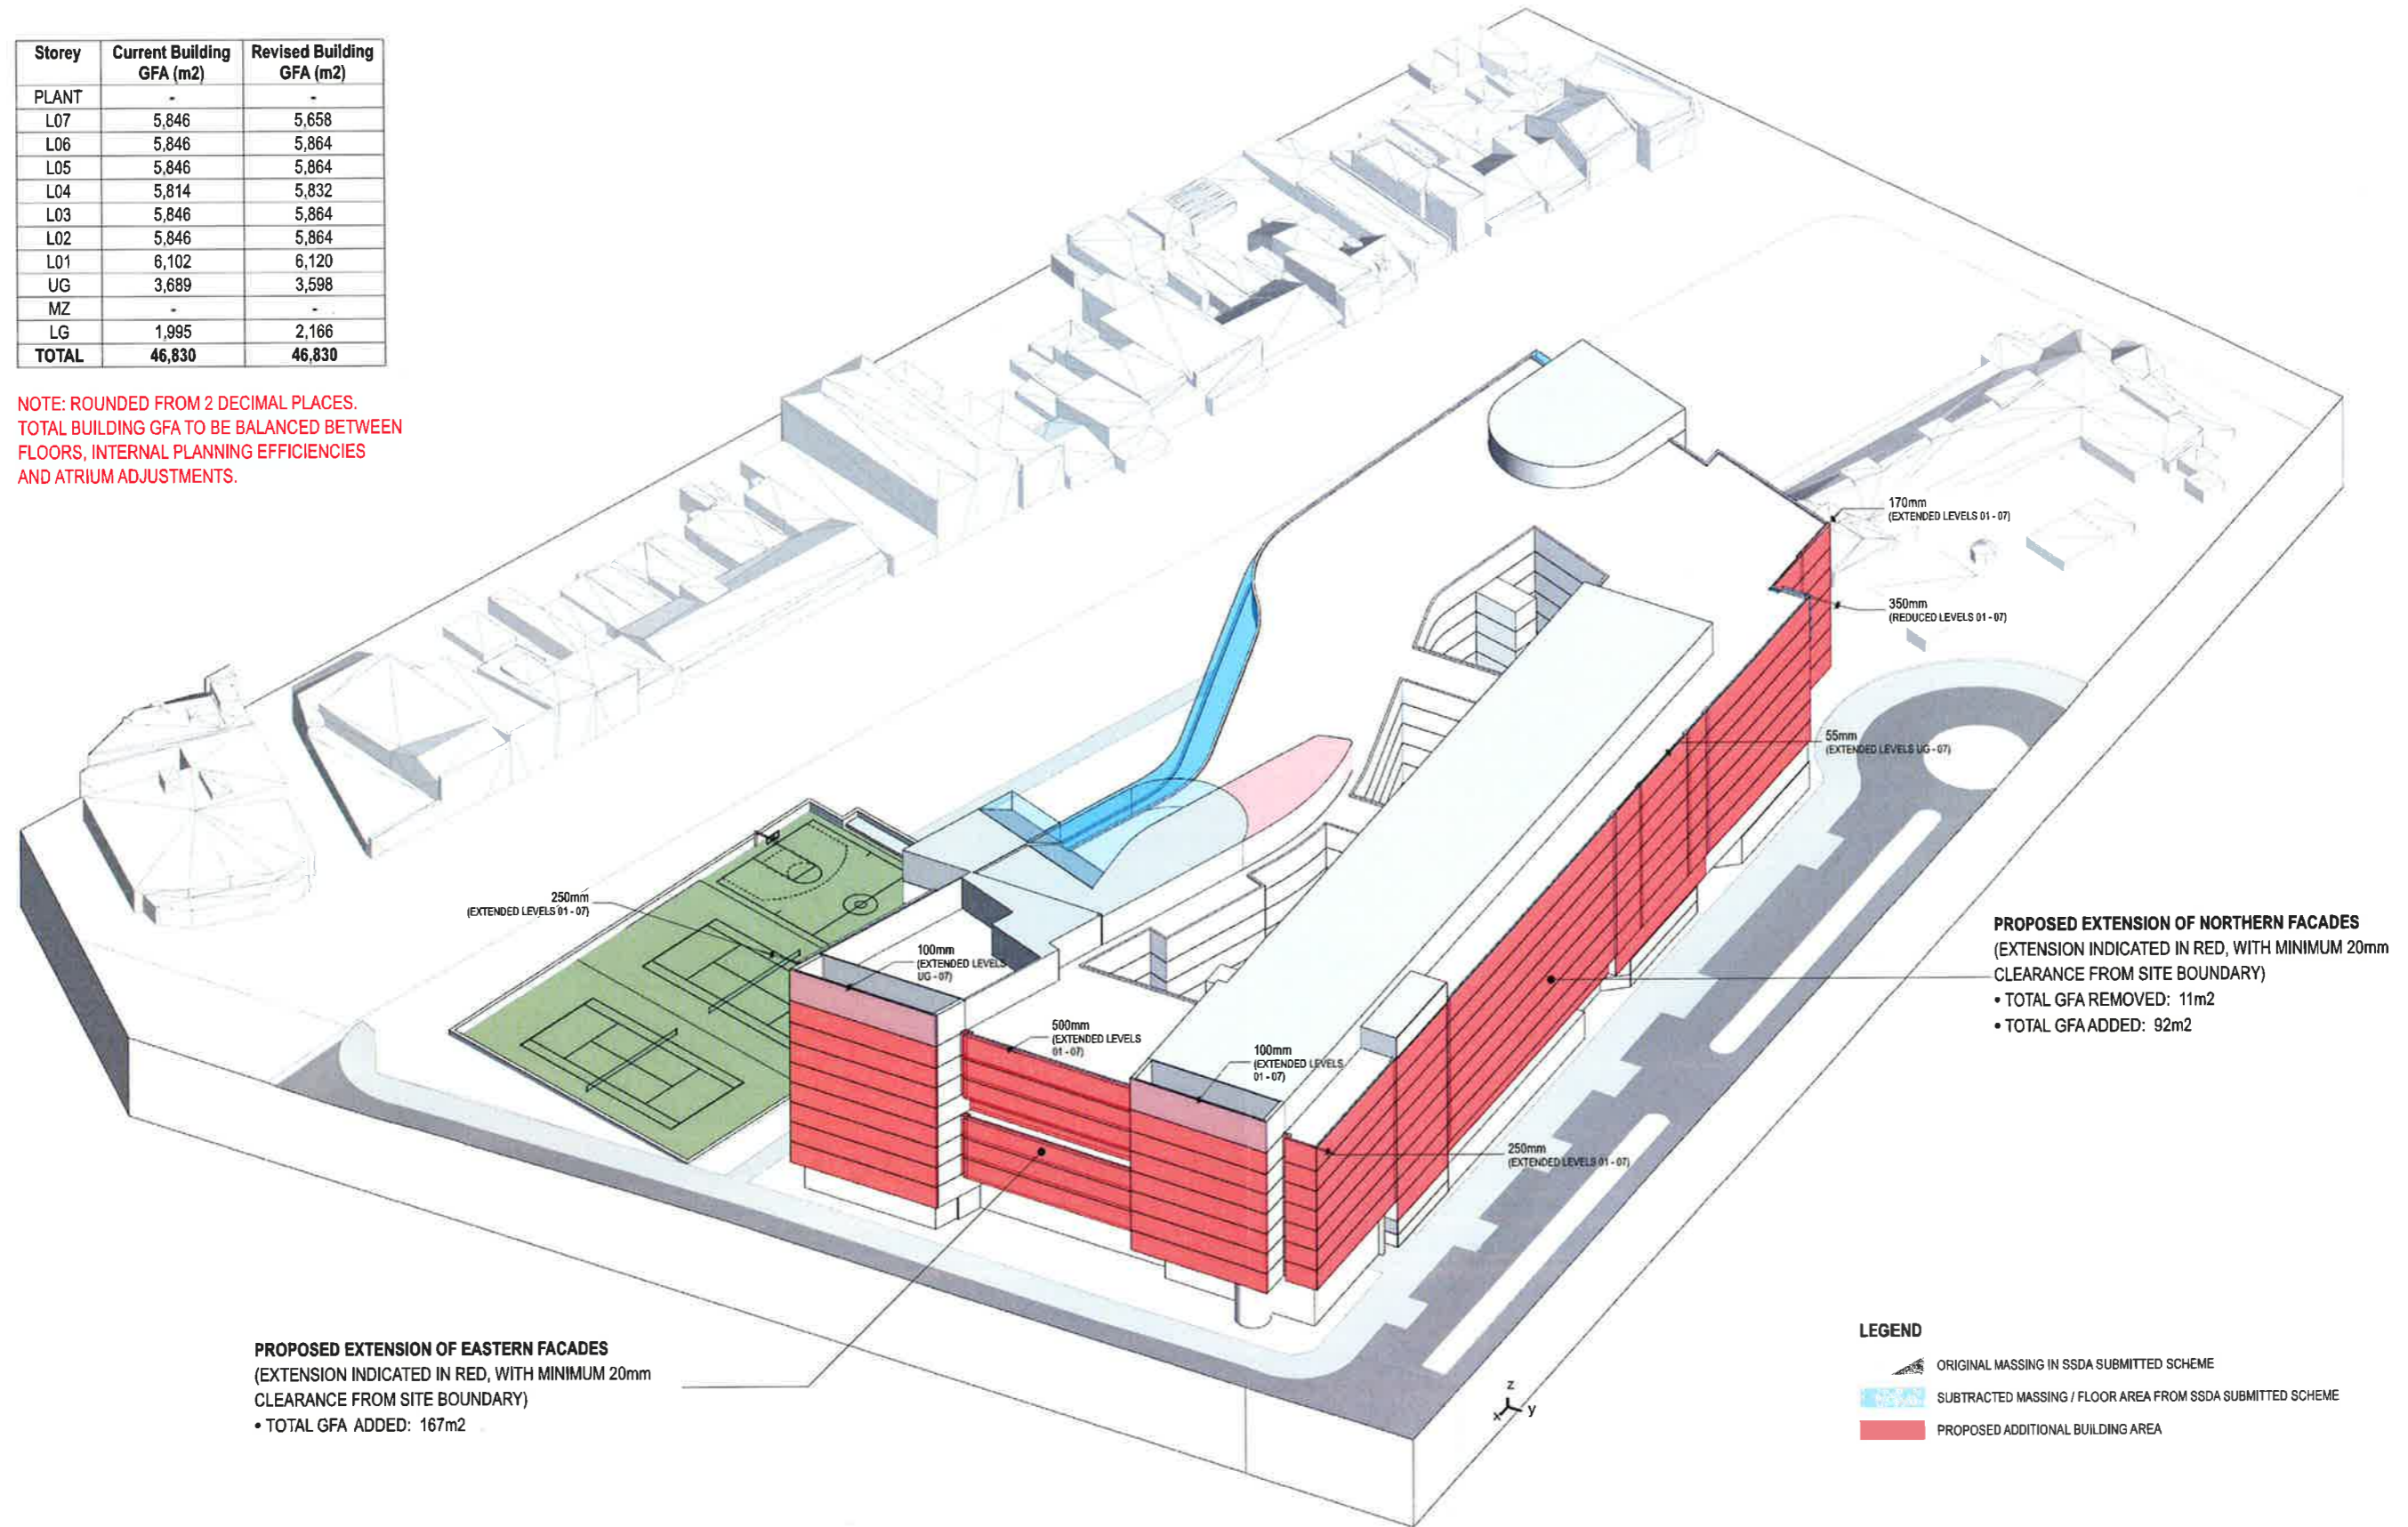 Storey Current Building GFA (m2) Revised Building GFA (m2)
PLANT - -
L07 5,846 5,658
L06 5,846 5,864
L05 5,846 5,864
L04 5,814 5,832
L03 5,846 5,864
L02 5,846 5,864
L01 6,102 6,120
UG 3,689 3,598
MZ - -
LG 1,995 2,166
TOTAL 46,830 46,830
NOTE: ROUNDED FROM 2 DECIMAL PLACES.
TOTAL BUILDING GFA TO BE BALANCED BETWEEN
FLOORS, INTERNAL PLANNING EFFICIENCIES
AND ATRIUM ADJUSTMENTS.
170mm
(EXTENDED LEVELS 01 - 07)
350mm
(REDUCED LEVELS 01 - 07)
55mm
(EXTENDED LEVELS UG - 07)
250mm
(EXTENDED LEVELS 01 - 07)
100mm
(EXTENDED LEVELS
UG - 07)
500mm
(EXTENDED LEVELS
01 - 07)
100mm
(EXTENDED LEVELS
01 - 07)
250mm
(EXTENDED LEVELS 01 - 07)
PROPOSED EXTENSION OF NORTHERN FACADES
(EXTENSION INDICATED IN RED, WITH MINIMUM 20mm
CLEARANCE FROM SITE BOUNDARY)
• TOTAL GFA REMOVED: 11m2
• TOTAL GFA ADDED: 92m2
PROPOSED EXTENSION OF EASTERN FACADES
(EXTENSION INDICATED IN RED, WITH MINIMUM 20mm
CLEARANCE FROM SITE BOUNDARY)
• TOTAL GFA ADDED: 167m2
z
x y
LEGEND
ORIGINAL MASSING IN SSDA SUBMITTED SCHEME
SUBTRACTED MASSING / FLOOR AREA FROM SSDA SUBMITTED SCHEME
PROPOSED ADDITIONAL BUILDING AREA